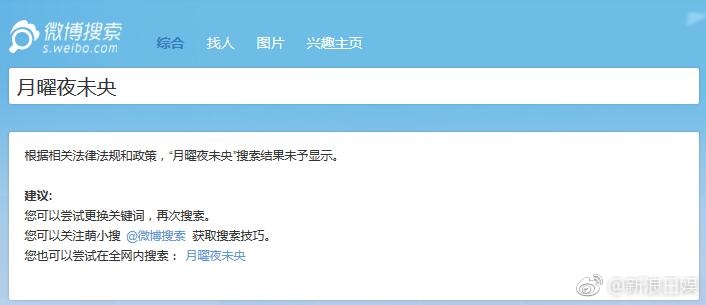 微博搜索
s.weibo.com
综合 找人 图片 兴趣主页
月曜夜未央
根据相关法律法规和政策，“月曜夜未央”搜索结果未予显示。
建议:
您可以尝试更换关键词，再次搜索。
您可以关注萌小搜 @微博搜索 获取搜索技巧。
您也可以尝试在全网内搜索： 月曜夜未央
@新浪日娱